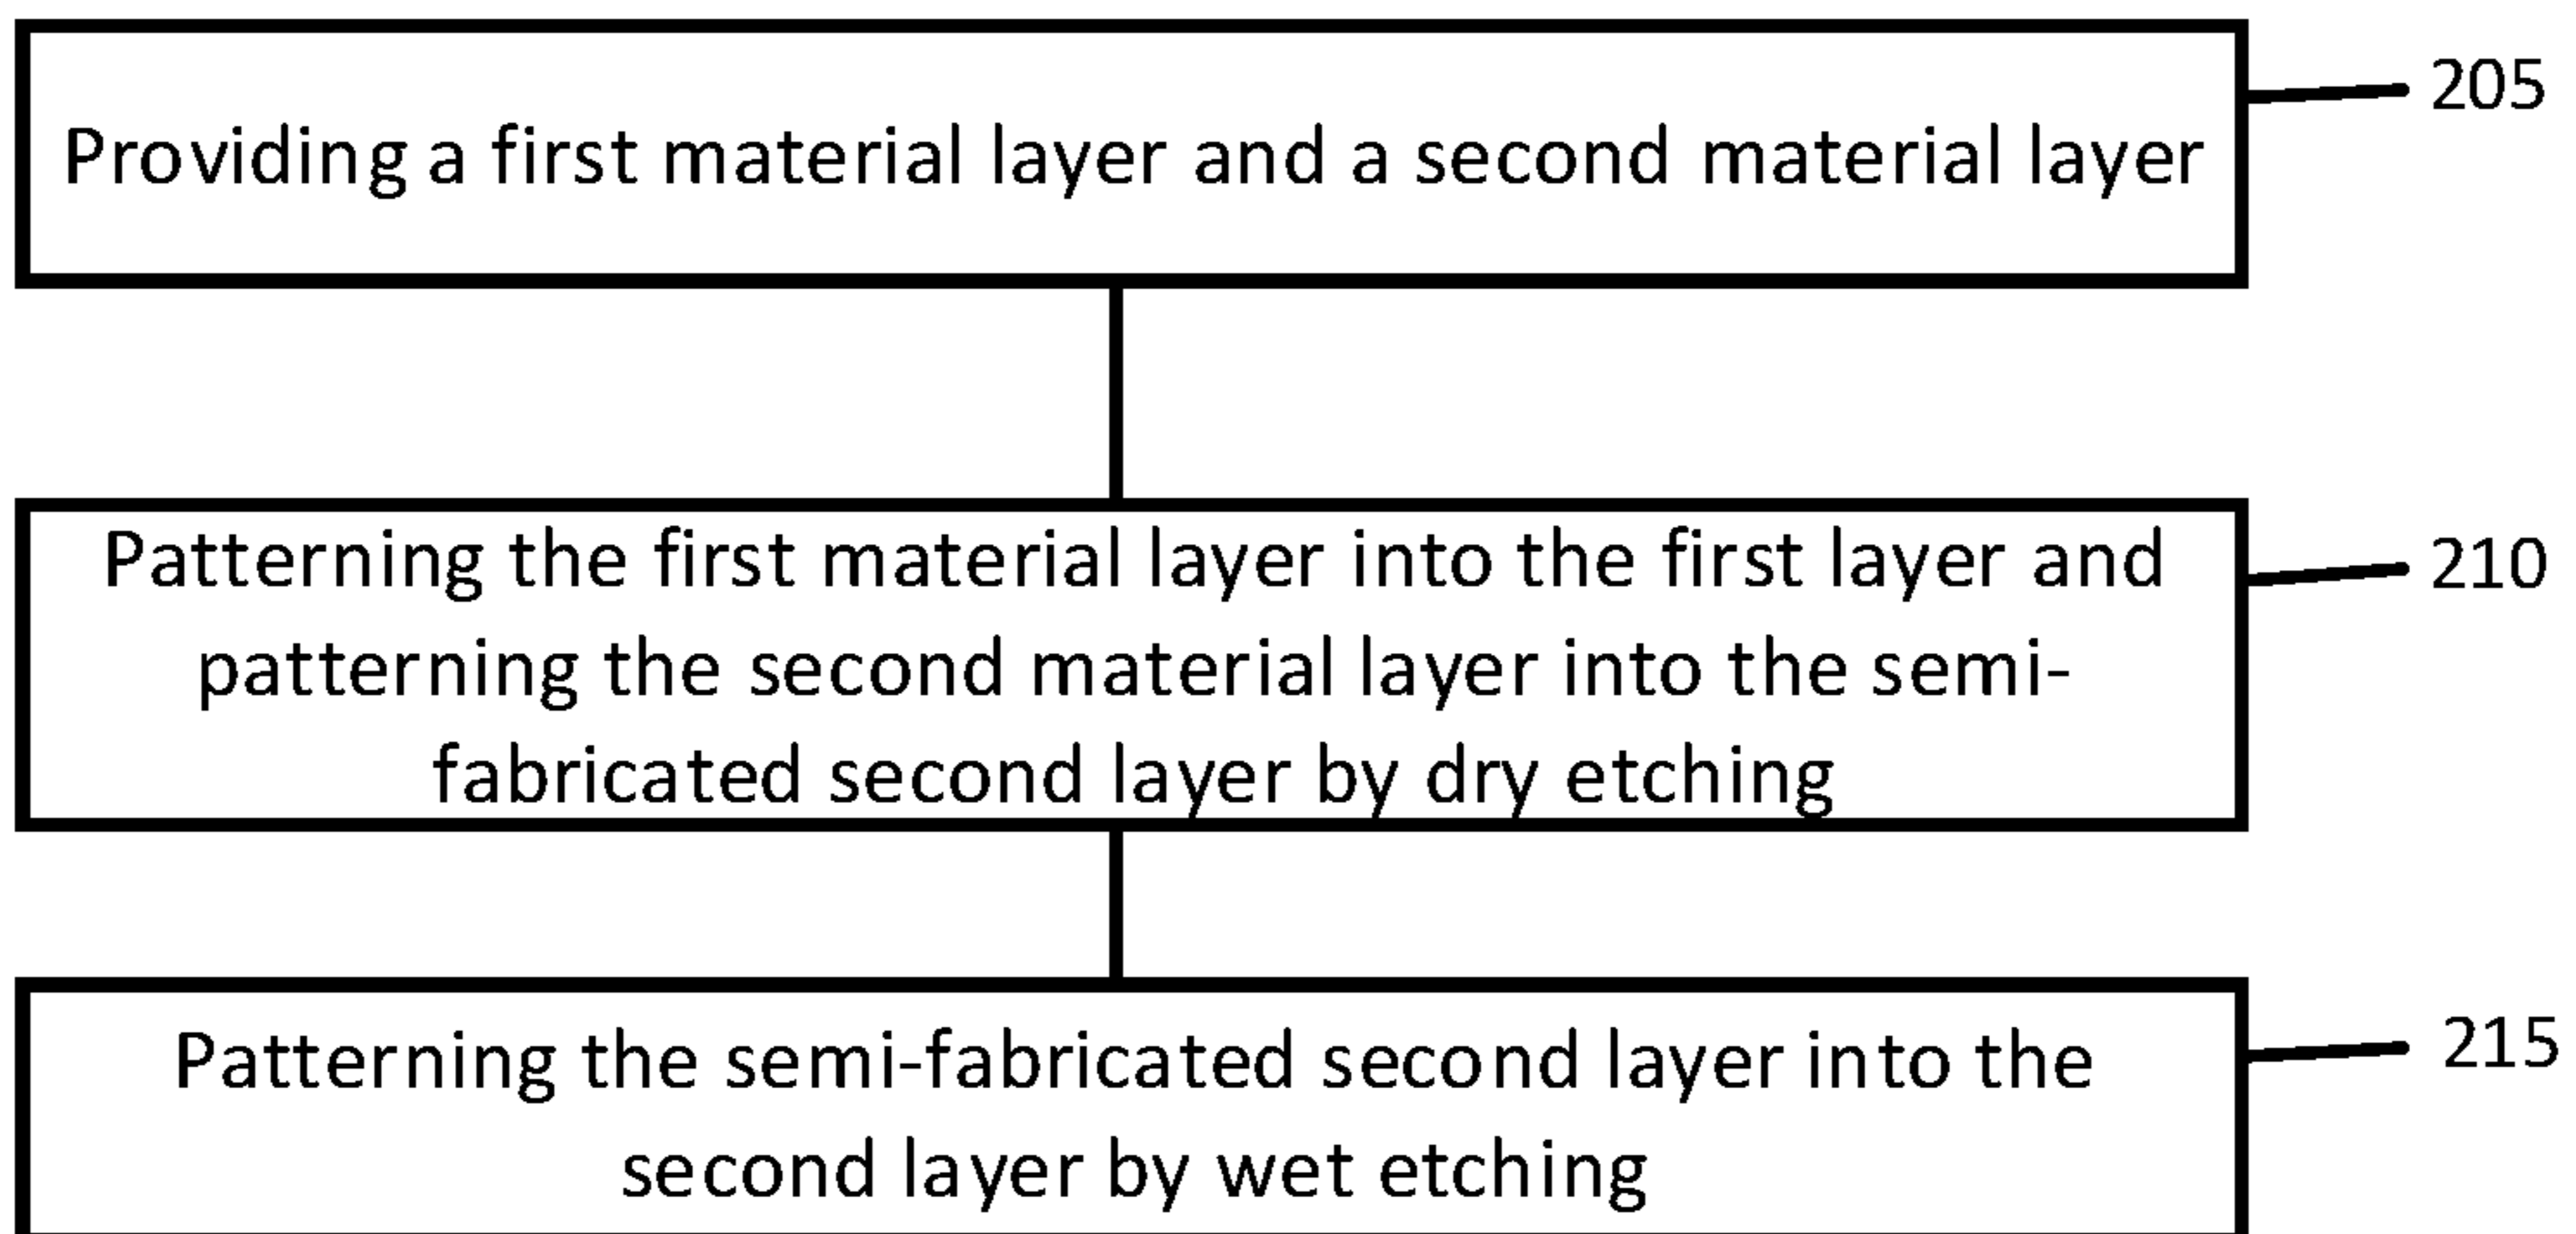 Providing a first material layer and a second material layer
205
Patterning the first material layer into the first layer and
patterning the second material layer into the semi-
fabricated second layer by dry etching
210
Patterning the semi-fabricated second layer into the
second layer by wet etching
215